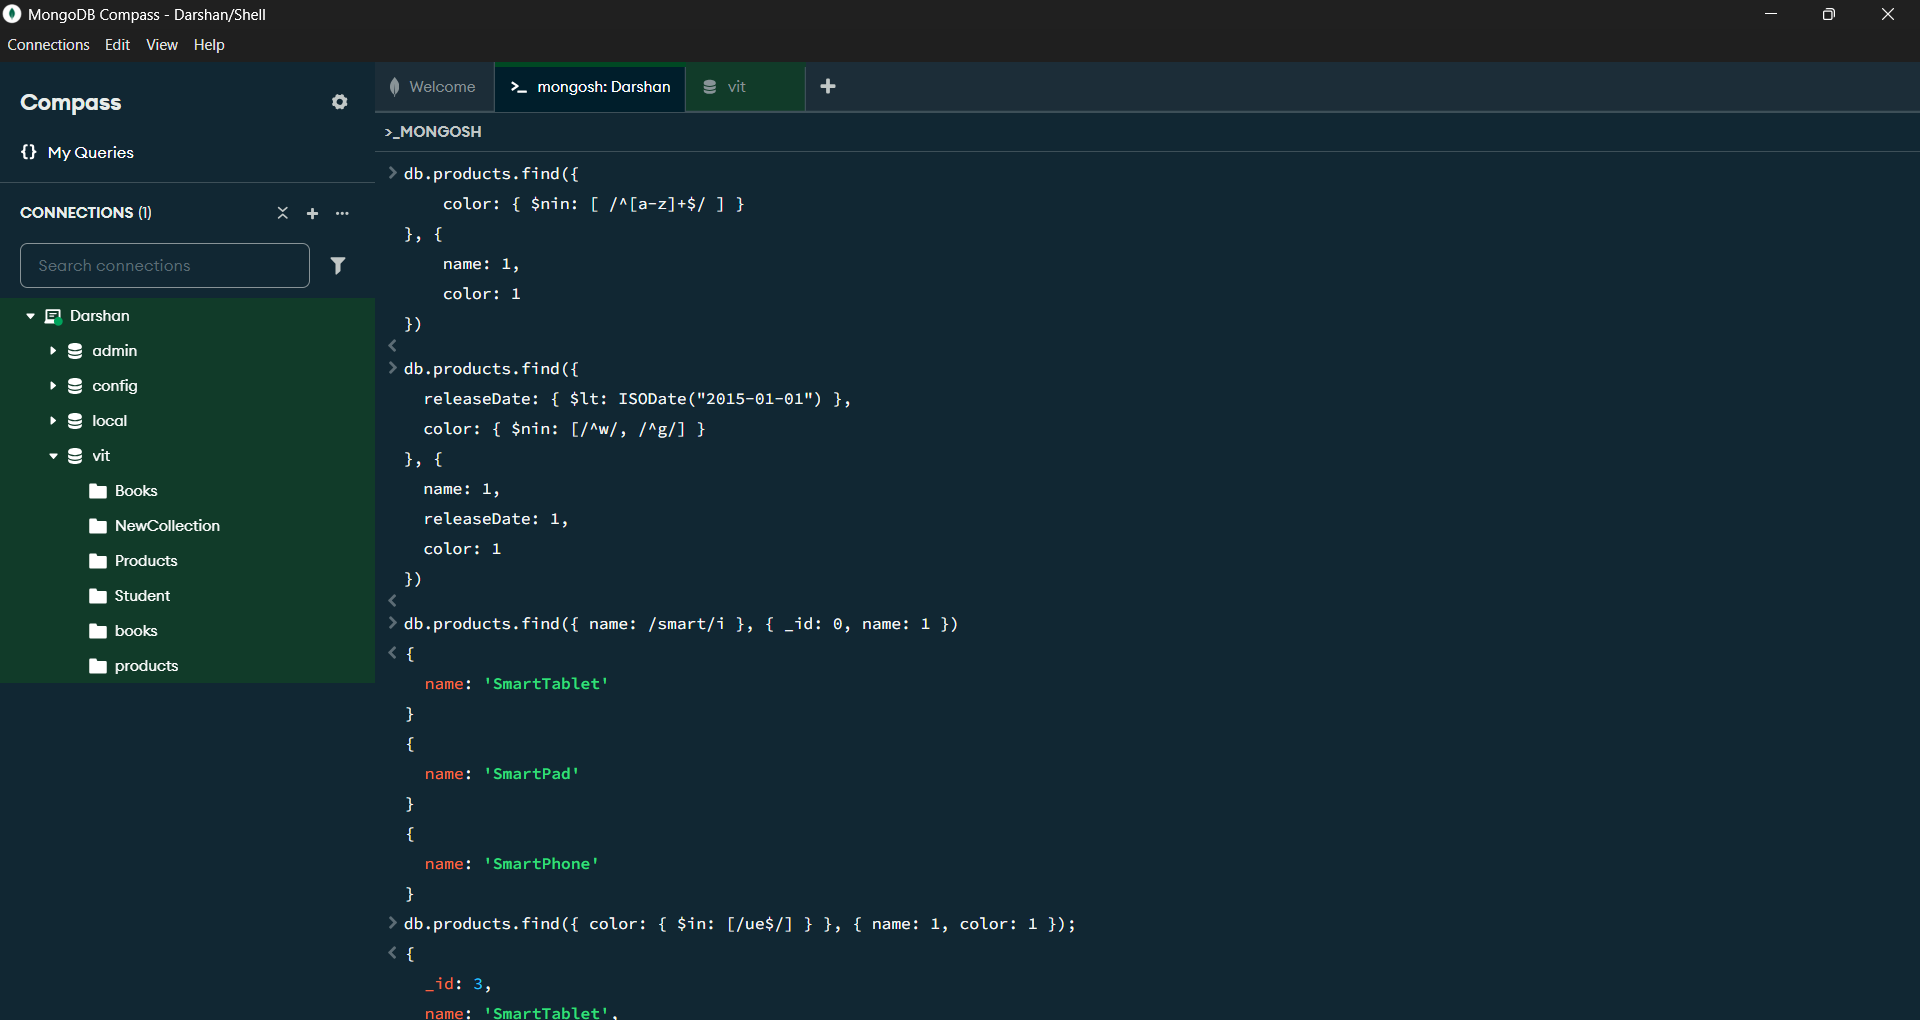 MongoDB Compass - Darshan/Shell
Connections Edit View Help
Compass
{} My Queries
CONNECTIONS (1)
Search connections
Darshan
admin
config
local
vit
Books
NewCollection
Products
Student
books
products
Welcome
>_ mongosh: Darshan
vit
>_MONGOSH
> db.products.find({
color: { $nin: [ /^[a-z]+$/ ] }
}, {
name: 1,
color: 1
})
<
> db.products.find({
releaseDate: { $lt: ISODate("2015-01-01") },
color: { $nin: [/^w/, /^g/] }
}, {
name: 1,
releaseDate: 1,
color: 1
})
<
> db.products.find({ name: /smart/i }, { _id: 0, name: 1 })
< {
name: 'SmartTablet'
}
{
name: 'SmartPad'
}
{
name: 'SmartPhone'
}
> db.products.find({ color: { $in: [/ue$/] } }, { name: 1, color: 1 });
< {
_id: 3,
name: 'SmartTablet',